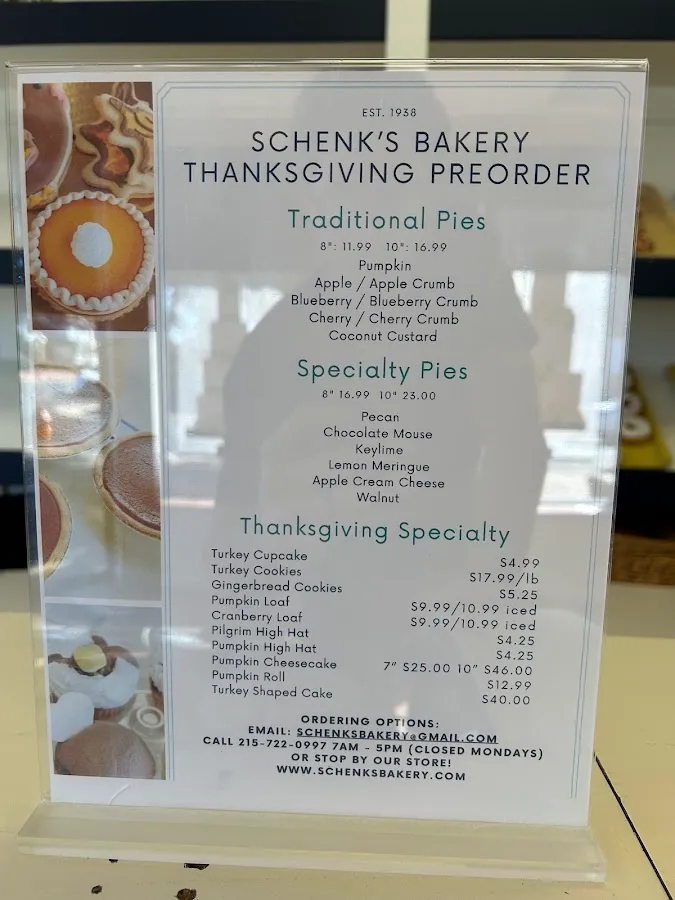 EST. 1938
SCHENK'S BAKERY
THANKSGIVING PREORDER
Traditional Pies
8": 11.99 10": 16.99
Pumpkin
Apple / Apple Crumb
Blueberry / Blueberry Crumb
Cherry / Cherry Crumb
Coconut Custard
Specialty Pies
8" 16.99 10" 23.00
Pecan
Chocolate Mouse
Keylime
Lemon Meringue
Apple Cream Cheese
Walnut
Thanksgiving Specialty
Turkey Cupcake $4.99
Turkey Cookies $17.99/lb
Gingerbread Cookies $5.25
Pumpkin Loaf $9.99/10.99 iced
Cranberry Loaf $9.99/10.99 iced
Pilgrim High Hat $4.25
Pumpkin High Hat $4.25
Pumpkin Cheesecake 7" $25.00 10" $46.00
Pumpkin Roll $12.99
Turkey Shaped Cake $40.00
ORDERING OPTIONS:
EMAIL: SCHENKSBAKERY@GMAIL.COM
CALL 215-722-0997 7AM - 5PM (CLOSED MONDAYS)
OR STOP BY OUR STORE!
WWW.SCHENKSBAKERY.COM